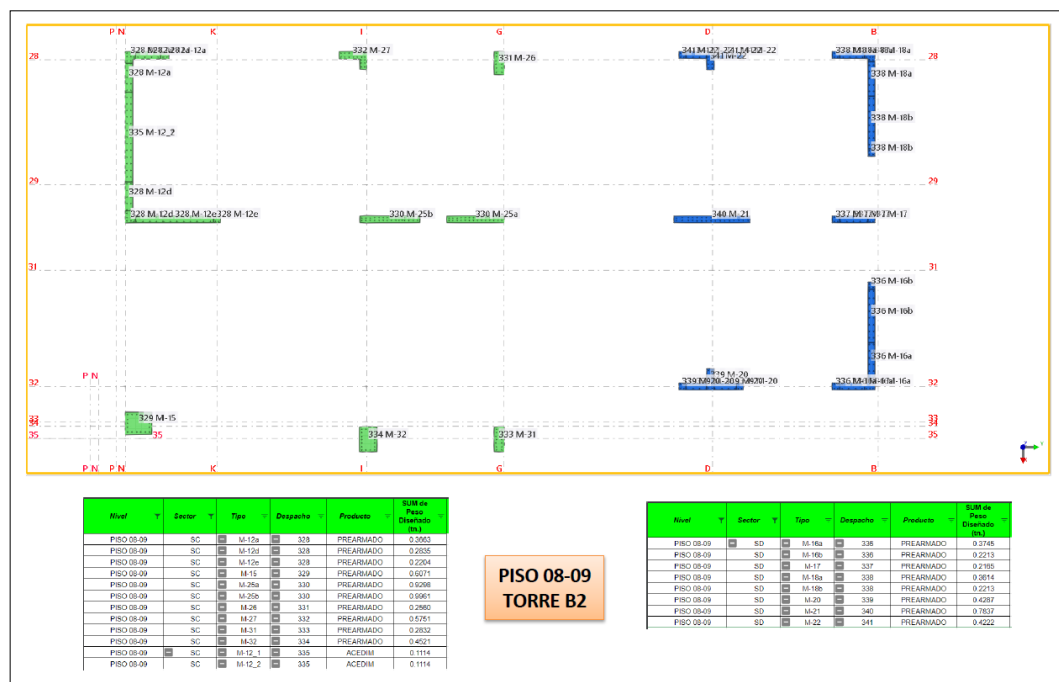 P N K I G D B
328 M-12a
332 M-27
331 M-26
M-22
338 M-18a
28 28
328 M-12a
338 M-18a
335 M-12_2
338 M-18b
338 M-18b
29 29
328 M-12d
328 M-12d 328 M-12e 328 M-12e
330 M-25b
330 M-25a
340 M-21
337 M-17
31 31
336 M-16b
336 M-16b
336 M-16a
P N
32 32
339 M-20
336 M-16a
329 M-15
33 33
34 34
35 35 35
334 M-32
333 M-31
P N P N K I G D B
Nivel Sector Tipo Despacho Producto SUM de Peso Diseñado (tn.)
PISO 08-09 SC M-12a 328 PREARMADO 0.3663
PISO 08-09 SC M-12d 328 PREARMADO 0.2835
PISO 08-09 SC M-12e 328 PREARMADO 0.2204
PISO 08-09 SC M-15 329 PREARMADO 0.6071
PISO 08-09 SC M-25a 330 PREARMADO 0.9298
PISO 08-09 SC M-25b 330 PREARMADO 0.9961
PISO 08-09 SC M-26 331 PREARMADO 0.2560
PISO 08-09 SC M-27 332 PREARMADO 0.5751
PISO 08-09 SC M-31 333 PREARMADO 0.2832
PISO 08-09 SC M-32 334 PREARMADO 0.4521
PISO 08-09 SC M-12_1 335 ACEDIM 0.1114
PISO 08-09 SC M-12_2 335 ACEDIM 0.1114
PISO 08-09
TORRE B2
Nivel Sector Tipo Despacho Producto SUM de Peso Diseñado (tn.)
PISO 08-09 SD M-16a 336 PREARMADO 0.3745
PISO 08-09 SD M-16b 336 PREARMADO 0.2213
PISO 08-09 SD M-17 337 PREARMADO 0.2165
PISO 08-09 SD M-18a 338 PREARMADO 0.3614
PISO 08-09 SD M-18b 338 PREARMADO 0.2213
PISO 08-09 SD M-20 339 PREARMADO 0.4287
PISO 08-09 SD M-21 340 PREARMADO 0.7837
PISO 08-09 SD M-22 341 PREARMADO 0.4222